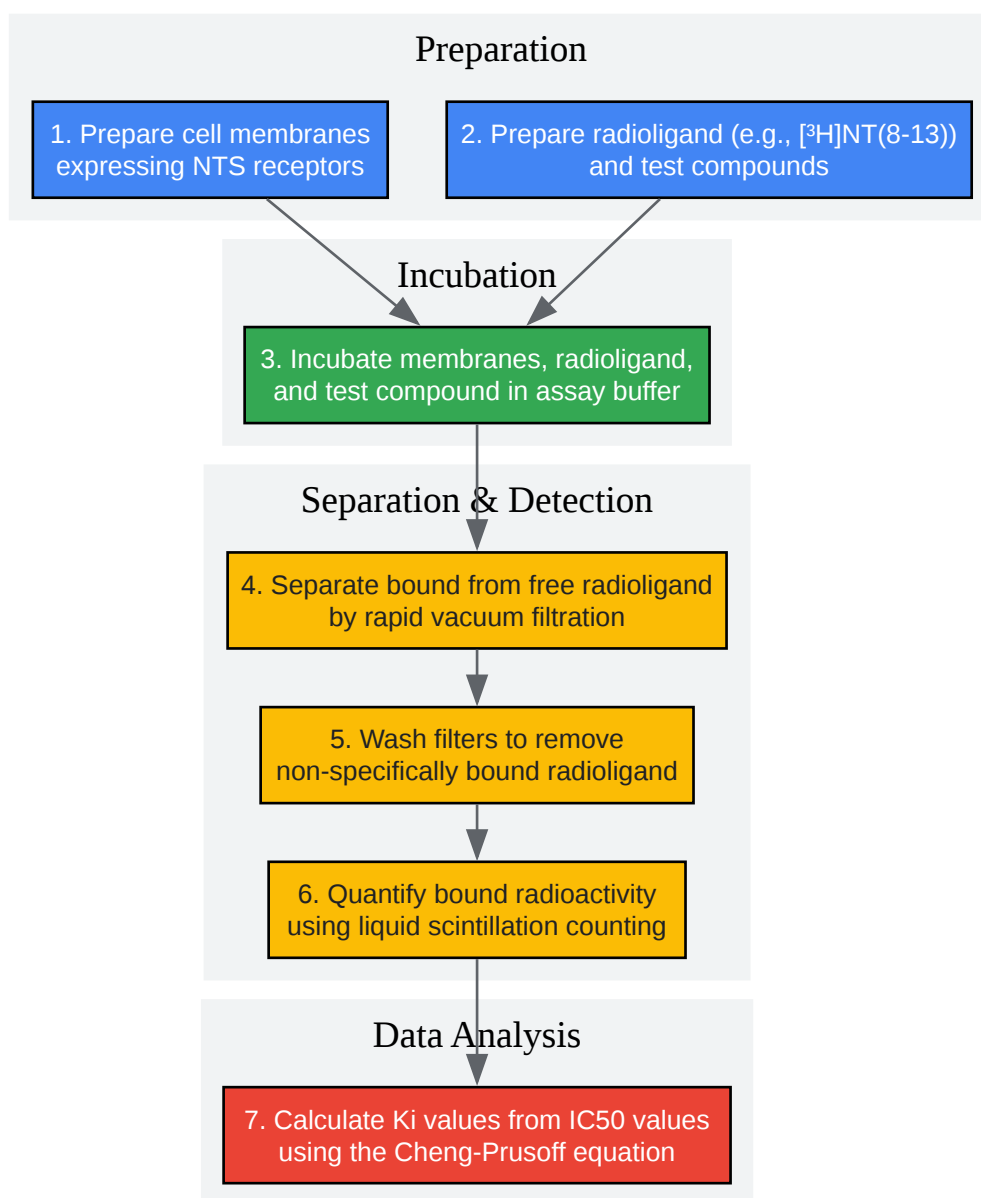 Preparation
1. Prepare cell membranes
expressing NTS receptors
2. Prepare radioligand (e.g., [³H]NT(8-13))
and test compounds
Incubation
3. Incubate membranes, radioligand,
and test compound in assay buffer
Separation & Detection
4. Separate bound from free radioligand
by rapid vacuum filtration
5. Wash filters to remove
non-specifically bound radioligand
6. Quantify bound radioactivity
using liquid scintillation counting
Data Analysis
7. Calculate Ki values from IC50 values
using the Cheng-Prusoff equation